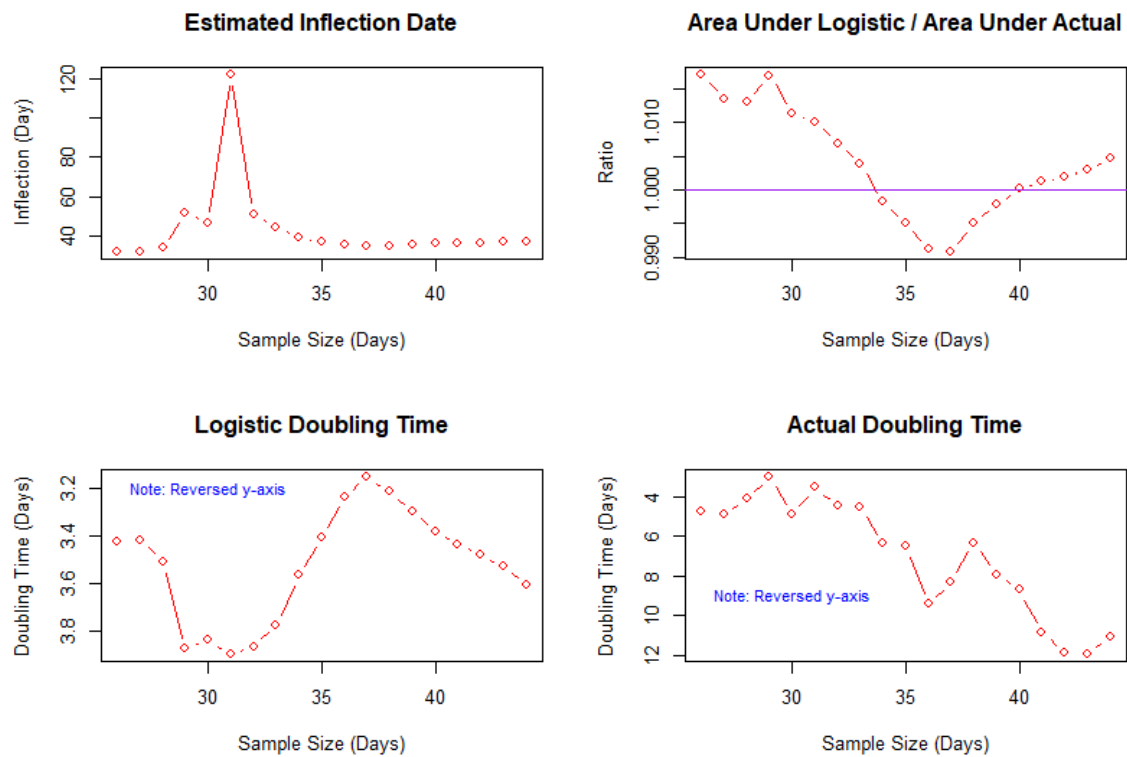 Estimated Inflection Date
Inflection (Day)
120
80
60
40
30
35
40
Sample Size (Days)
Area Under Logistic / Area Under Actual
Ratio
1.010
1.000
0.990
30
35
40
Sample Size (Days)
Logistic Doubling Time
Doubling Time (Days)
3.2
3.4
3.6
3.8
Note: Reversed y-axis
30
35
40
Sample Size (Days)
Actual Doubling Time
Doubling Time (Days)
4
6
8
10
12
Note: Reversed y-axis
30
35
40
Sample Size (Days)